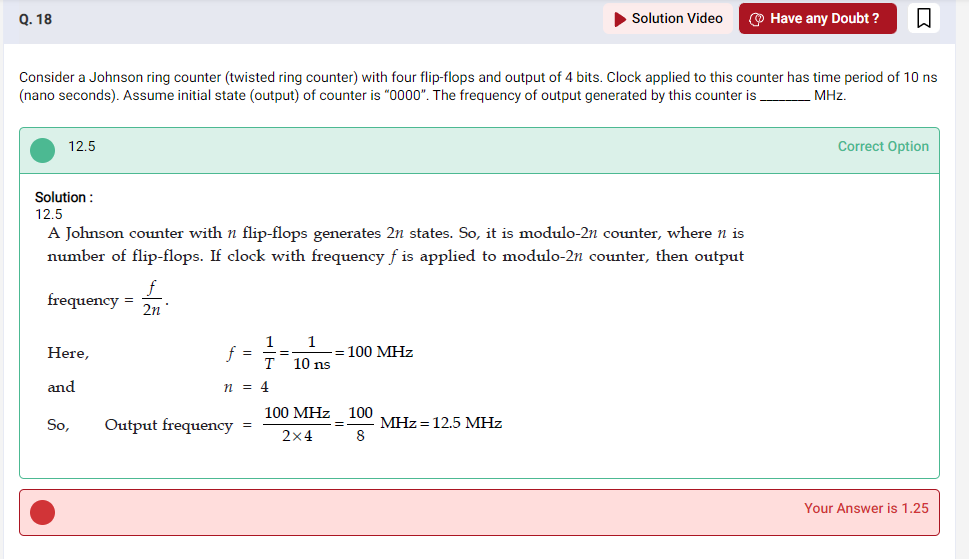 Q. 18
Solution Video
Have any Doubt ?
Consider a Johnson ring counter (twisted ring counter) with four flip-flops and output of 4 bits. Clock applied to this counter has time period of 10 ns
(nano seconds). Assume initial state (output) of counter is “0000”. The frequency of output generated by this counter is ________ MHz.
12.5
Correct Option
Solution :
12.5
A Johnson counter with n flip-flops generates 2n states. So, it is modulo-2n counter, where n is
number of flip-flops. If clock with frequency f is applied to modulo-2n counter, then output
frequency = f/2n.
Here, f = 1/T = 1/10 ns = 100 MHz
and n = 4
So, Output frequency = 100 MHz/2×4 = 100/8 MHz = 12.5 MHz
Your Answer is 1.25